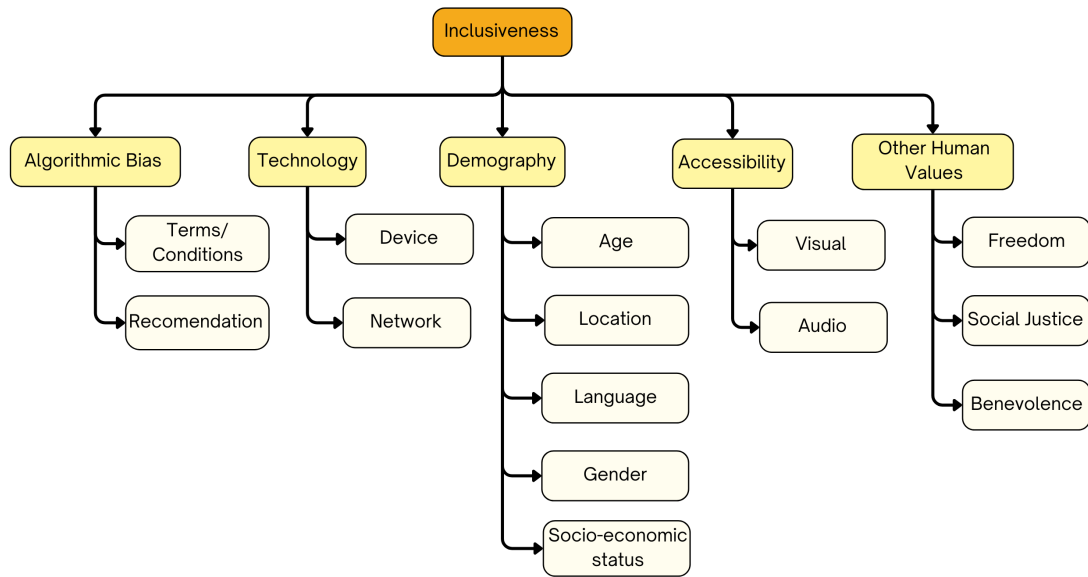 Inclusiveness
Algorithmic Bias
Technology
Demography
Accessibility
Other Human
Values
Terms/
Conditions
Recomendation
Device
Network
Age
Location
Language
Gender
Socio-economic
status
Visual
Audio
Freedom
Social Justice
Benevolence